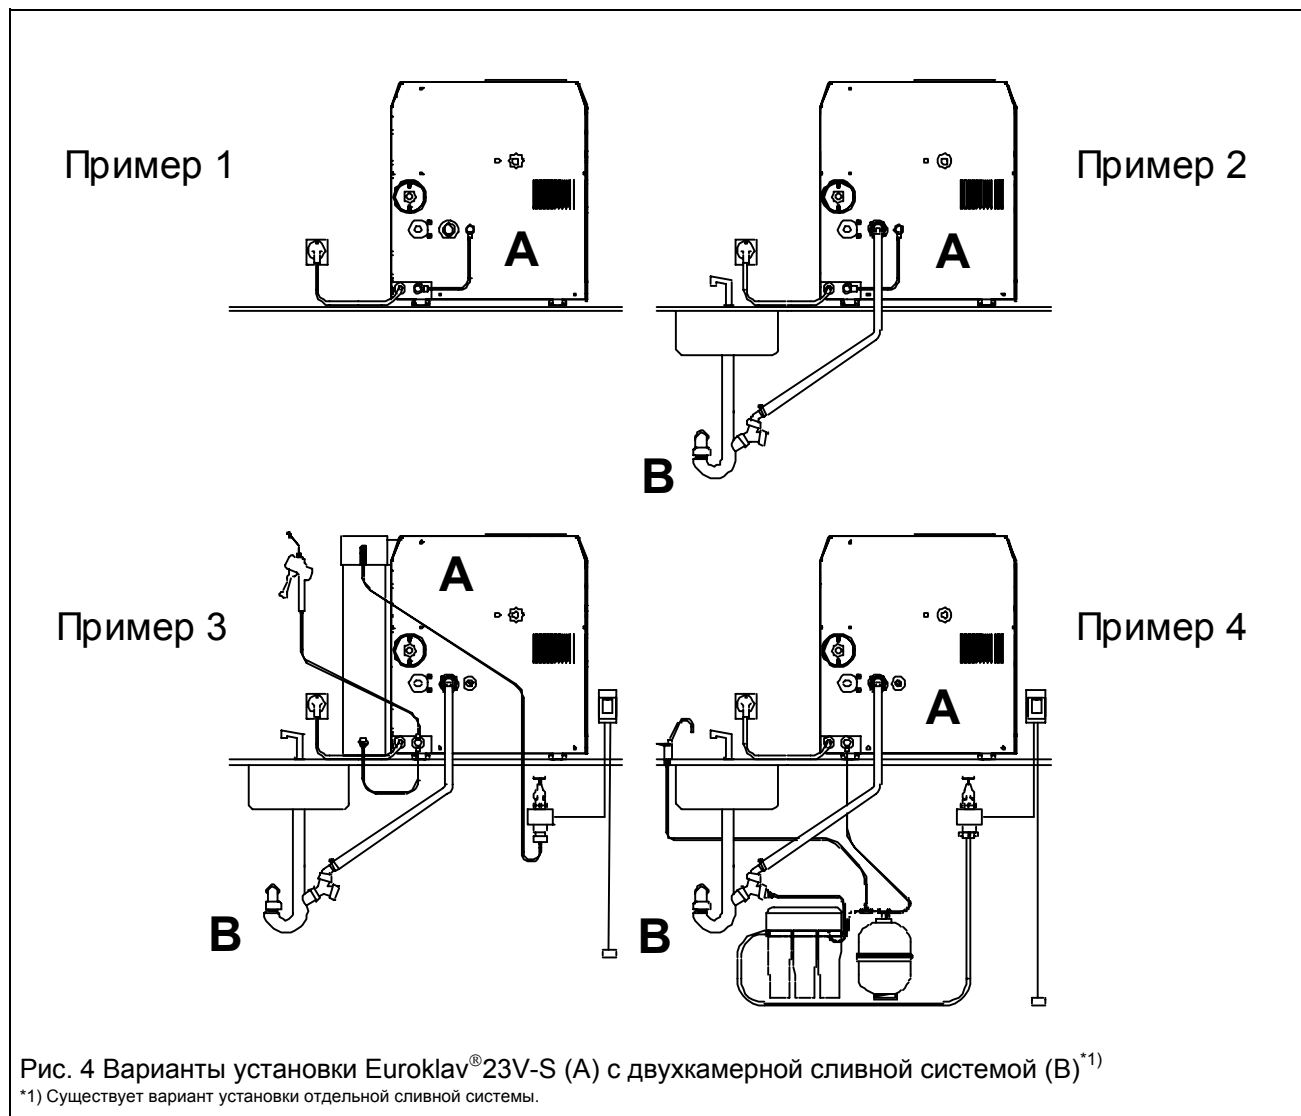 Пример 1
A
Пример 2
A
B
Пример 3
A
B
Пример 4
A
B
Рис. 4 Варианты установки Euroklav®23V-S (A) с двухкамерной сливной системой (B)*1)
*1) Существует вариант установки отдельной сливной системы.